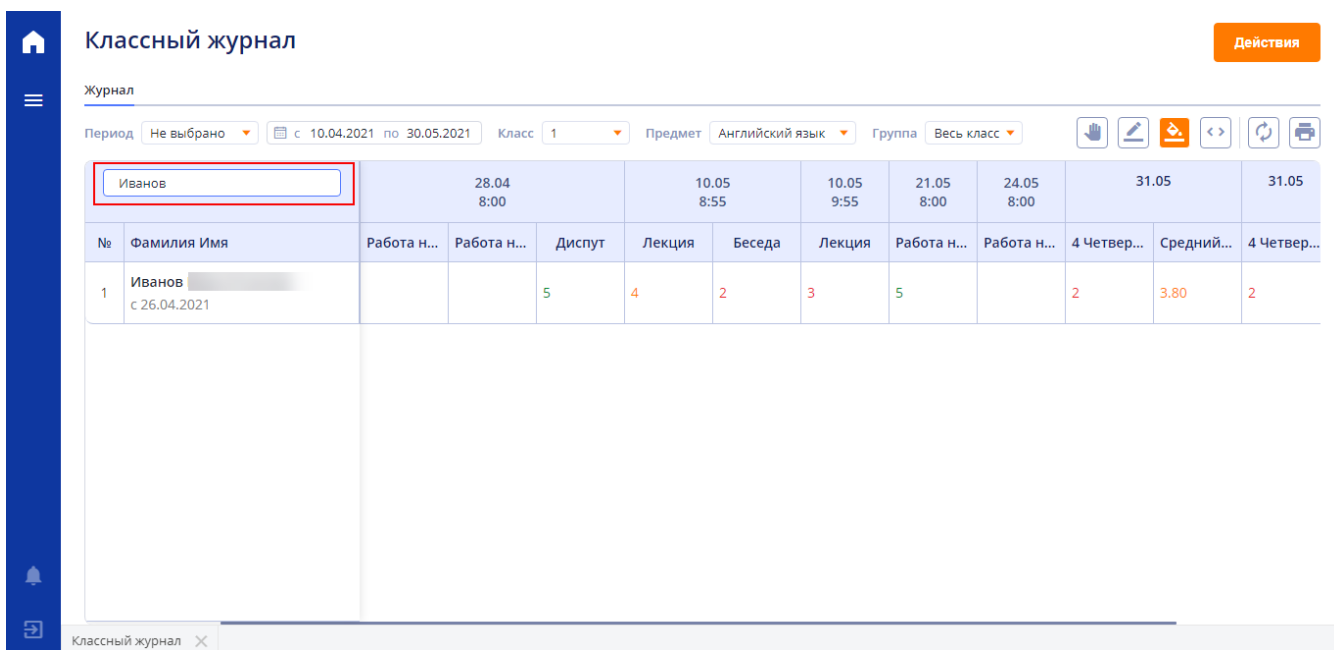 Классный журнал
Действия
Журнал
Период Не выбрано с 10.04.2021 по 30.05.2021 Класс 1 Предмет Английский язык Группа Весь класс
Иванов 28.04 10.05 10.05 21.05 24.05 31.05 31.05
8:00 8:55 9:55 8:00 8:00
№ Фамилия Имя Работа н... Работа н... Диспут Лекция Беседа Лекция Работа н... Работа н... 4 Четвер... Средний... 4 Четвер...
1 Иванов 5 4 2 3 5 2 3.80 2
с 26.04.2021
Классный журнал